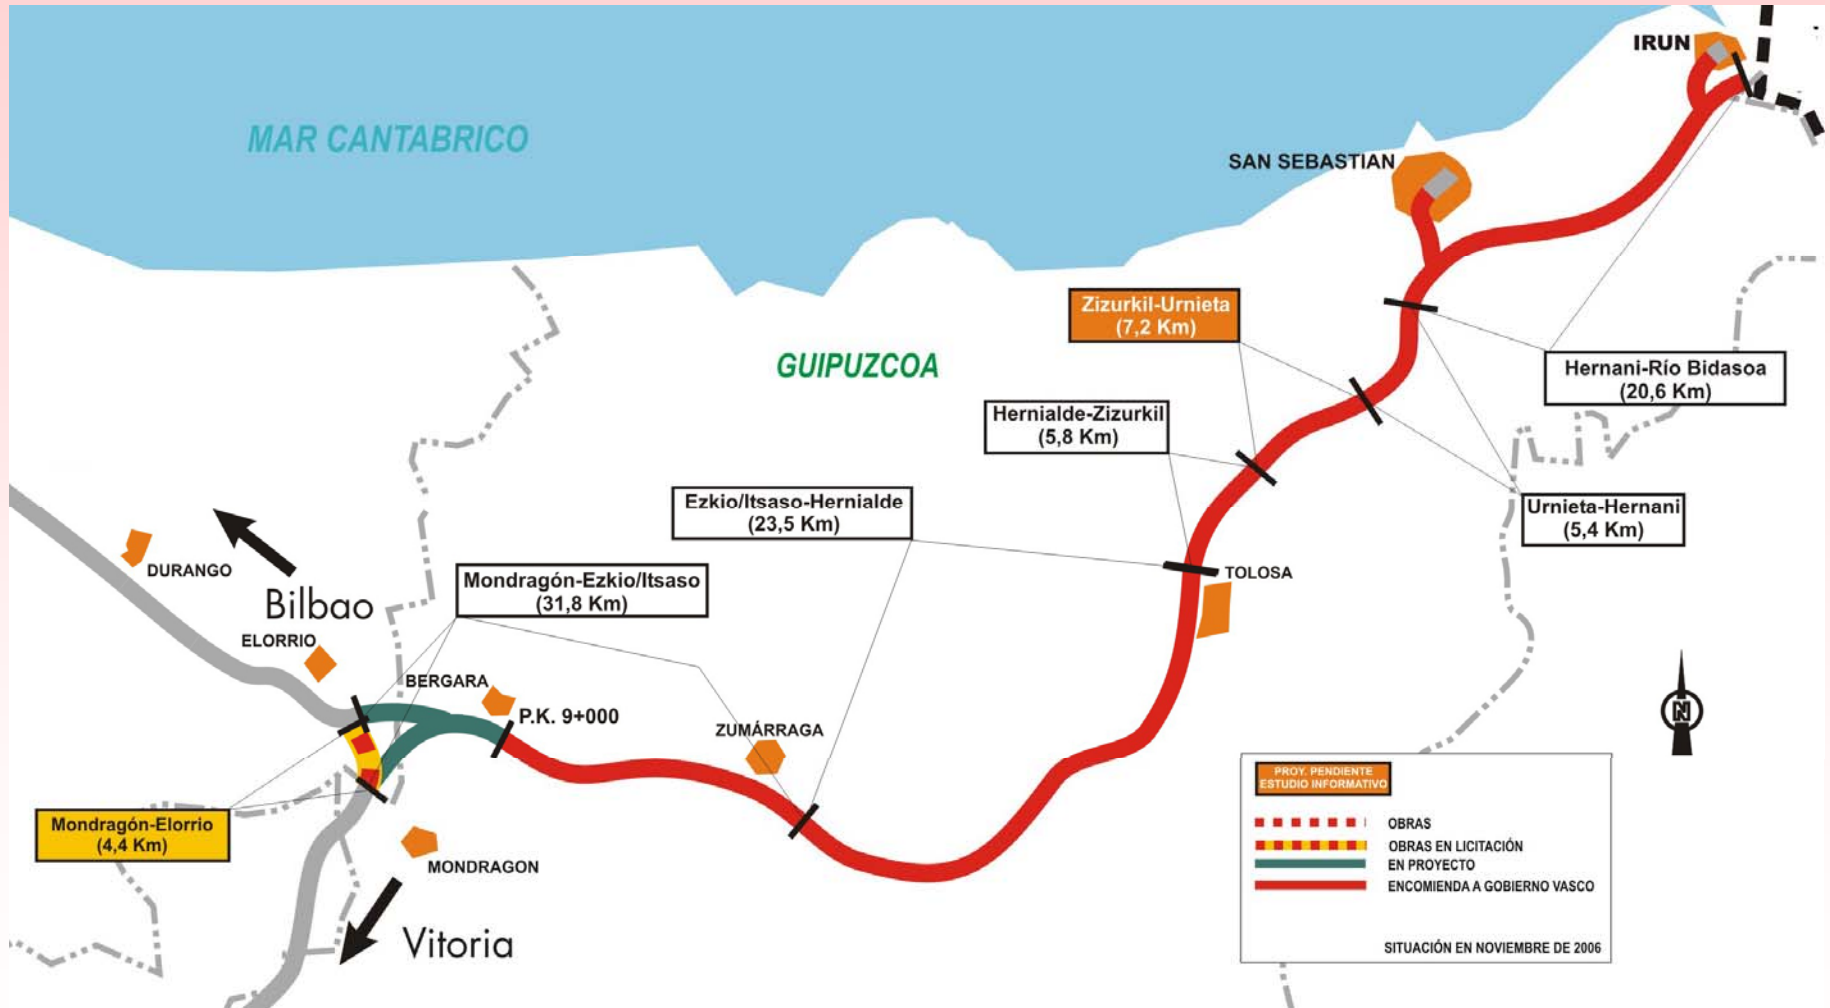 IRUN
MAR CANTABRICO
SAN SEBASTIAN
Zizurkil-Urnieta
(7,2 Km)
GUIPUZCOA
Hernani-Río Bidasoa
(20,6 Km)
Hernialde-Zizurkil
(5,8 Km)
Ezkio/Itsaso-Hernialde
(23,5 Km)
Urnieta-Hernani
(5,4 Km)
DURANGO
TOLOSA
Mondragón-Ezkio/Itsaso
(31,8 Km)
Bilbao
ELORRIO
BERGARA
P.K. 9+000
ZUMÁRRAGA
N
Mondragón-Elorrio
(4,4 Km)
MONDRAGON
Vitoria
PROY. PENDIENTE
ESTUDIO INFORMATIVO
OBRAS
OBRAS EN LICITACIÓN
EN PROYECTO
ENCOMIENDA A GOBIERNO VASCO
SITUACIÓN EN NOVIEMBRE DE 2006